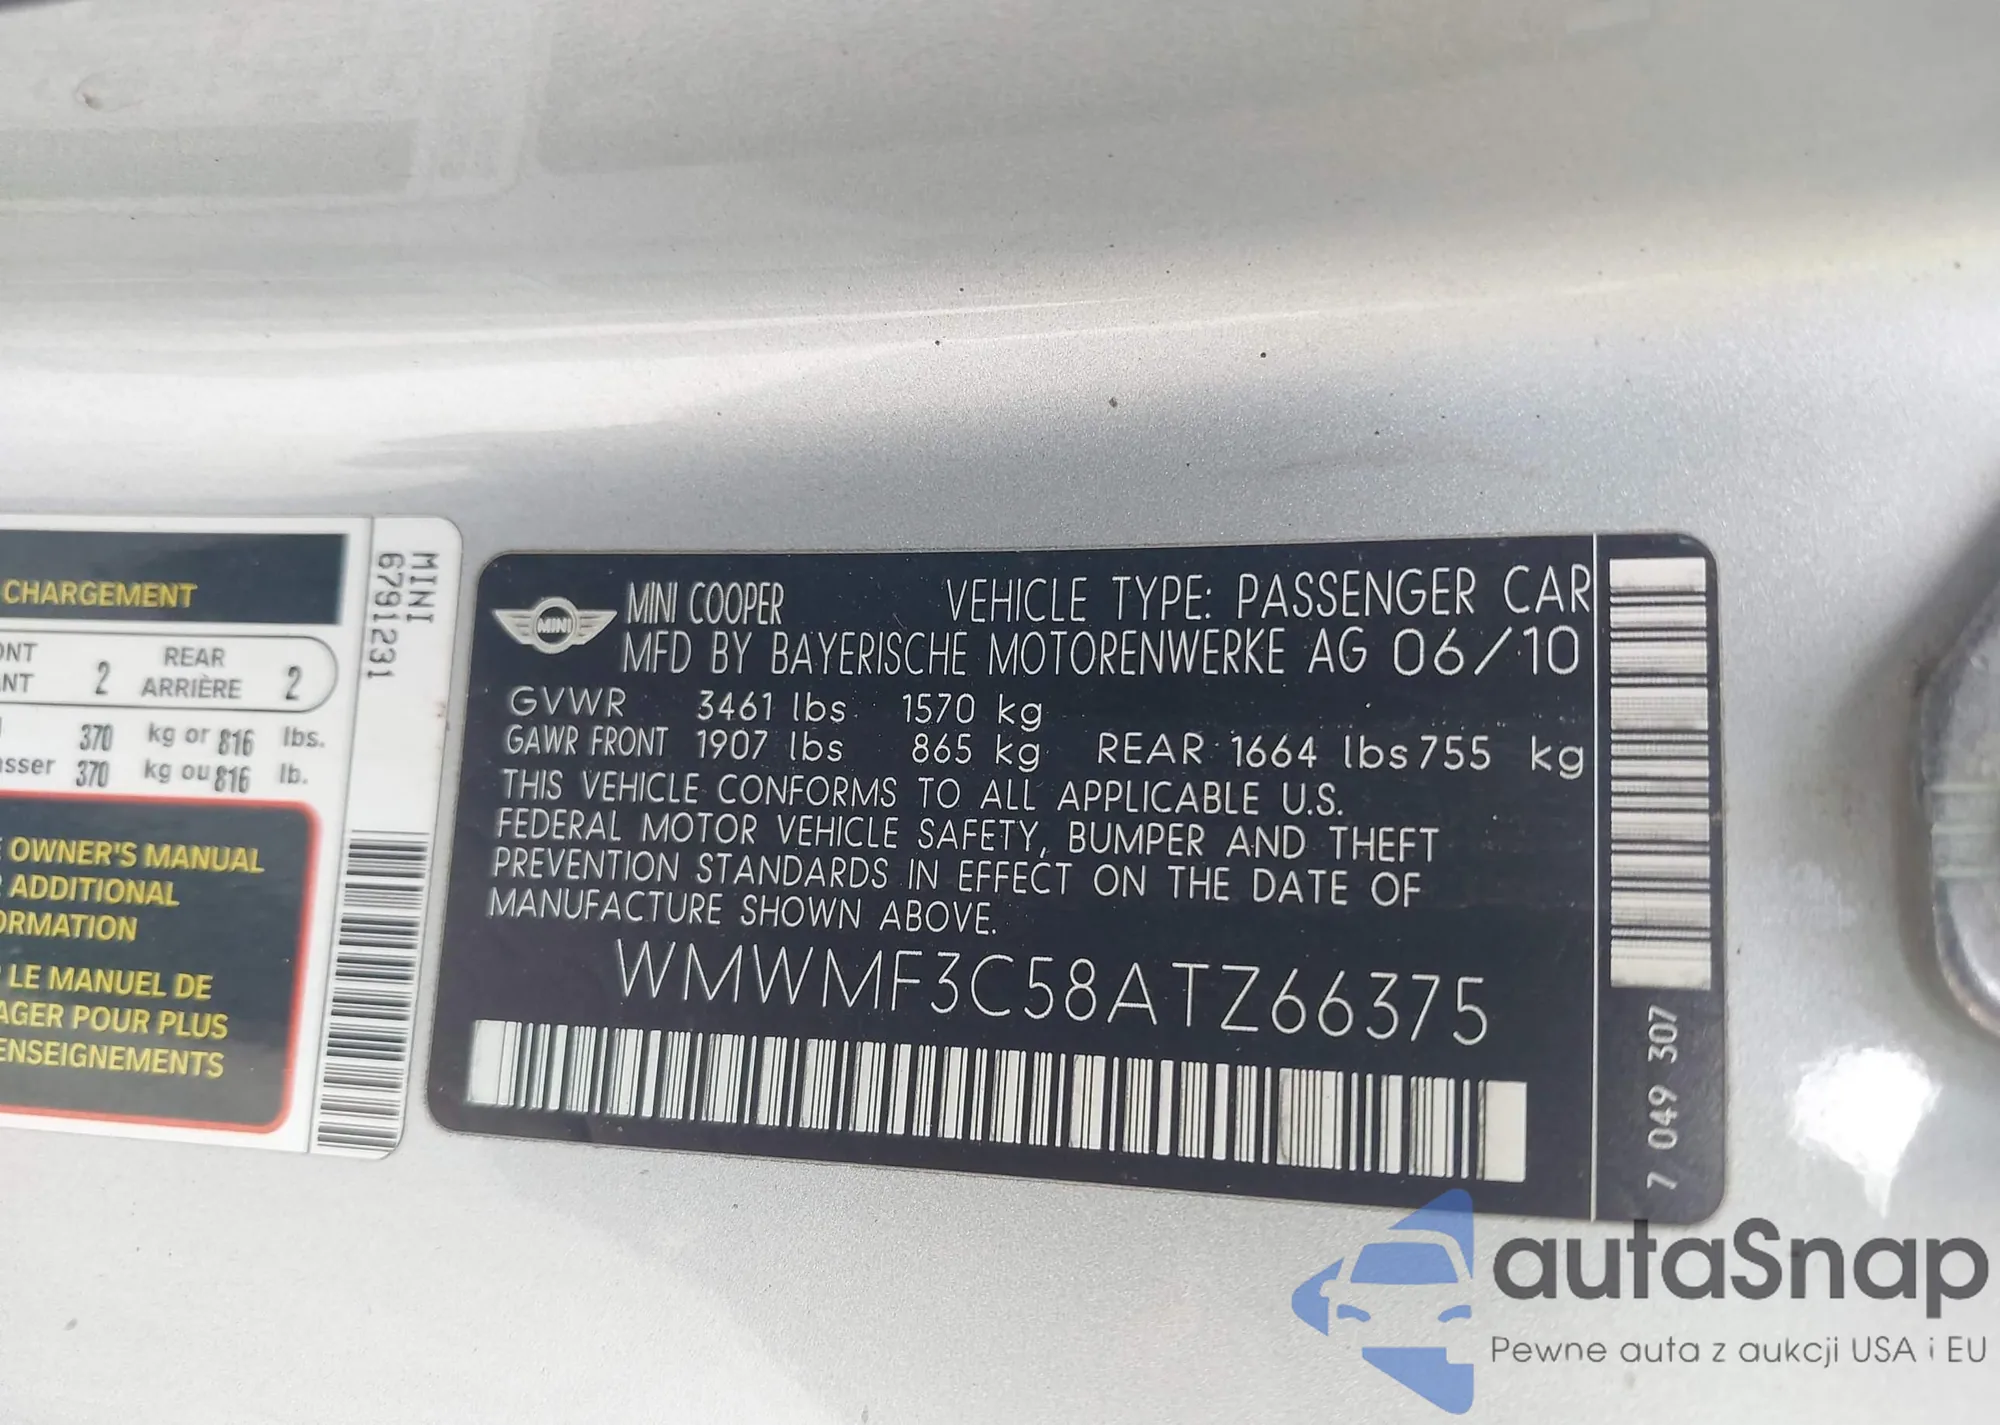 CHARGEMENT
REAR
2 ARRIÈRE 2
370 kg or 816 lbs.
370 kg ou 816 lb.
OWNER'S MANUAL
ADDITIONAL
LE MANUEL DE
POUR PLUS
MINI
6791231
MINI
MINI COOPER VEHICLE TYPE: PASSENGER CAR
MFD BY BAYERISCHE MOTORENWERKE AG 06/10
GVWR 3461 lbs 1570 kg
GAWR FRONT 1907 lbs 865 kg REAR 1664 lbs 755 kg
THIS VEHICLE CONFORMS TO ALL APPLICABLE U.S.
FEDERAL MOTOR VEHICLE SAFETY, BUMPER AND THEFT
PREVENTION STANDARDS IN EFFECT ON THE DATE OF
MANUFACTURE SHOWN ABOVE.
WMWMF3C58ATZ66375
7 049 307
autaSnap
Pewne auta z aukcji USA i EU